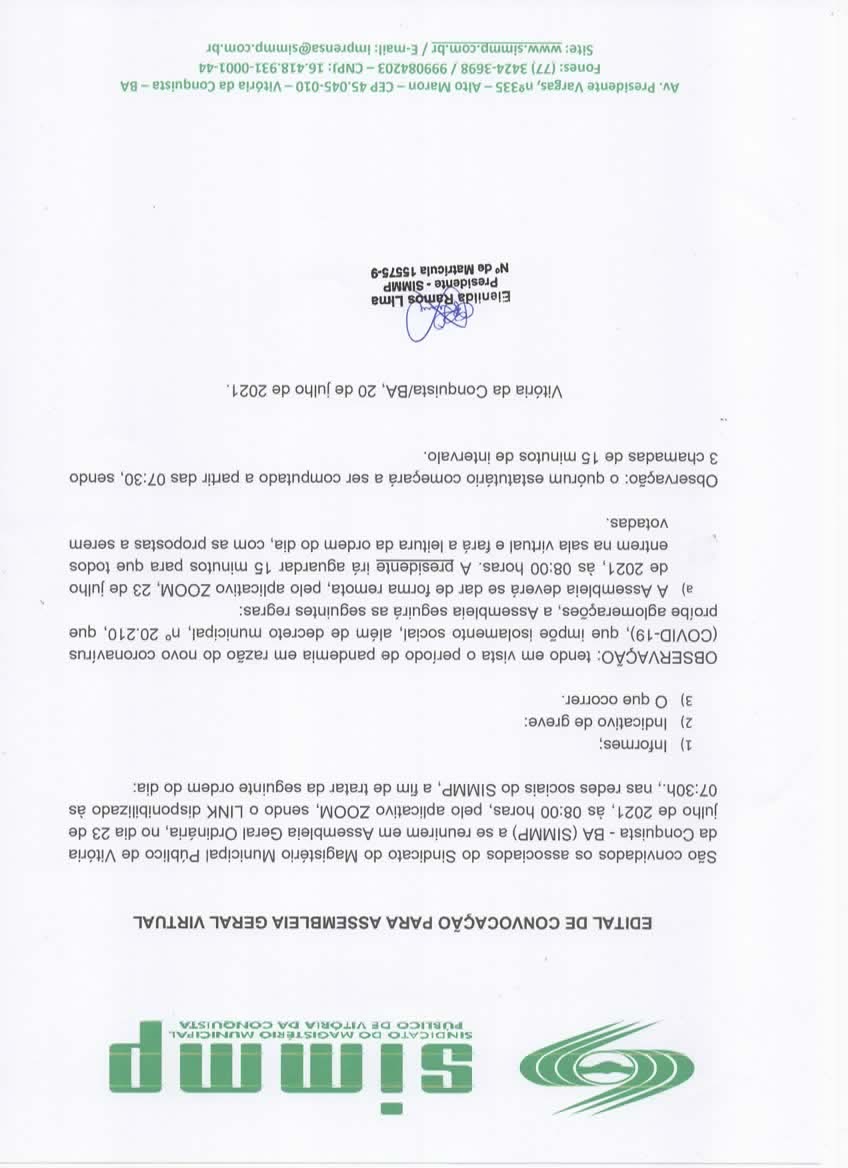 simmp
SINDICATO DO MAGISTÉRIO MUNICIPAL
PÚBLICO DE VITÓRIA DA CONQUISTA
EDITAL DE CONVOCAÇÃO PARA ASSEMBLEIA GERAL VIRTUAL
São convidados os associados do Sindicato do Magistério Municipal Público de Vitória
da Conquista - BA (SIMMP) a se reunirem em Assembleia Geral Ordinária, no dia 23 de
julho de 2021, às 08:00 horas, pelo aplicativo ZOOM, sendo o LINK disponibilizado às
07:30h., nas redes sociais do SIMMP, a fim de tratar da seguinte ordem do dia:
1) Informes;
2) Indicativo de greve:
3) O que ocorrer.
OBSERVAÇÃO: tendo em vista o período de pandemia em razão do novo coronavírus
(COVID-19), que impõe isolamento social, além de decreto municipal, nº 20.210, que
proíbe aglomerações, a Assembleia seguirá as seguintes regras:
a) A Assembleia deverá se dar de forma remota, pelo aplicativo ZOOM, 23 de julho
de 2021, às 08:00 horas. A presidente irá aguardar 15 minutos para que todos
entrem na sala virtual e fará a leitura da ordem do dia, com as propostas a serem
votadas.
Observação: o quórum estatutário começará a ser computado a partir das 07:30, sendo
3 chamadas de 15 minutos de intervalo.
Vitória da Conquista/BA, 20 de julho de 2021.
Elenilda Ramos Lima
Presidente - SIMMP
Nº de Matrícula 15575-9
Av. Presidente Vargas, nº335 – Alto Maron – CEP 45.045-010 – Vitória da Conquista – BA
Fones: (77) 3424-3698 / 999084203 – CNPJ: 16.418.931-0001-44
Site: www.simmp.com.br / E-mail: imprensa@simmp.com.br